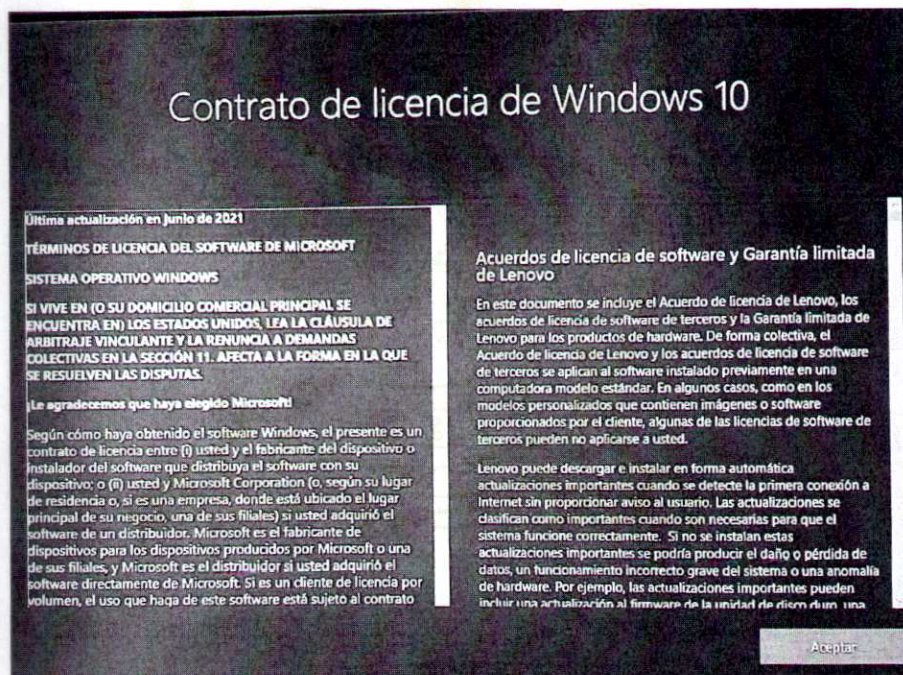 Contrato de licencia de Windows 10
Última actualización en Junio de 2021
TÉRMINOS DE LICENCIA DEL SOFTWARE DE MICROSOFT
SISTEMA OPERATIVO WINDOWS
SI VIVE EN (O SU DOMICILIO COMERCIAL PRINCIPAL SE
ENCUENTRA EN) LOS ESTADOS UNIDOS, LEA LA CLÁUSULA DE
ARBITRAJE VINCULANTE Y LA RENUNCIA A DEMANDAS
COLECTIVAS EN LA SECCIÓN 11. AFECTA A LA FORMA EN LA QUE
SE RESUELVEN LAS DISPUTAS.
¡Le agradecemos que haya elegido Microsoft!
Según cómo haya obtenido el software Windows, el presente es un
contrato de licencia entre (i) usted y el fabricante del dispositivo o
instalador del software que distribuya el software con su
dispositivo; o (ii) usted y Microsoft Corporation (o, según su lugar
de residencia o, si es una empresa, donde está ubicado el lugar
principal de su negocio, una de sus filiales) si usted adquirió el
software de un distribuidor. Microsoft es el fabricante de
dispositivos para los dispositivos producidos por Microsoft o una
de sus filiales, y Microsoft es el distribuidor si usted adquirió el
software directamente de Microsoft. Si es un cliente de licencia por
volumen, el uso que haga de este software está sujeto al contrato
Acuerdos de licencia de software y Garantía limitada
de Lenovo
En este documento se incluye el Acuerdo de licencia de Lenovo, los
acuerdos de licencia de software de terceros y la Garantía limitada de
Lenovo para los productos de hardware. De forma colectiva, el
Acuerdo de licencia de Lenovo y los acuerdos de licencia de software
de terceros se aplican al software instalado previamente en una
computadora modelo estándar. En algunos casos, como en los
modelos personalizados que contienen imágenes o software
proporcionados por el cliente, algunas de las licencias de software de
terceros pueden no aplicarse a usted.
Lenovo puede descargar e instalar en forma automática
actualizaciones importantes cuando se detecte la primera conexión a
Internet sin proporcionar aviso al usuario. Las actualizaciones se
clasifican como importantes cuando son necesarias para que el
sistema funcione correctamente. Si no se instalan estas
actualizaciones importantes se podría producir el daño o pérdida de
datos, un funcionamiento incorrecto grave del sistema o una anomalía
de hardware. Por ejemplo, las actualizaciones importantes pueden
incluir una actualización al firmware de la unidad de disco duro, una
Aceptar